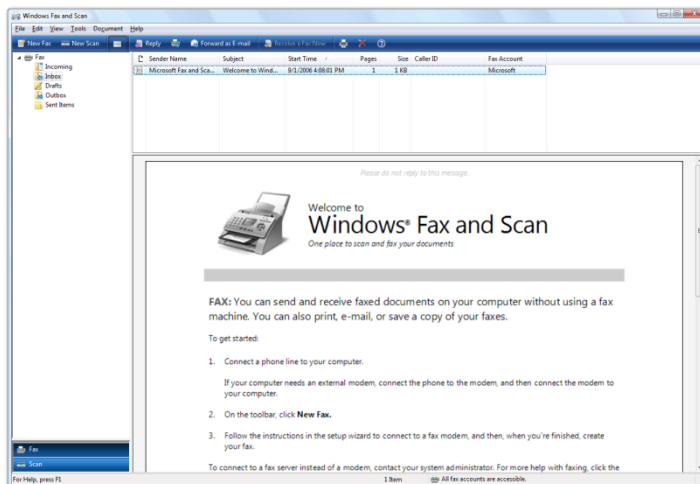 Windows Fax and Scan
File Edit View Tools Document Help
New Fax New Scan Reply Forward as E-mail Receive a Fax Now
Fax
Incoming
Inbox
Drafts
Outbox
Sent Items
Sender Name Subject Start Time Pages Size Caller ID Fax Account
Microsoft Fax and Sca... Welcome to Wind... 9/1/2006 4:08:01 PM 1 1 KB Microsoft
Please do not reply to this message.
Welcome to
Windows® Fax and Scan
One place to scan and fax your documents
FAX: You can send and receive faxed documents on your computer without using a fax
machine. You can also print, e-mail, or save a copy of your faxes.
To get started:
1. Connect a phone line to your computer.
If your computer needs an external modem, connect the phone to the modem, and then connect the modem to
your computer.
2. On the toolbar, click New Fax.
3. Follow the instructions in the setup wizard to connect to a fax modem, and then, when you're finished, create
your fax.
To connect to a fax server instead of a modem, contact your system administrator. For more help with faxing, click the
Fax
Scan
For Help, press F1
1 Item All fax accounts are accessible.